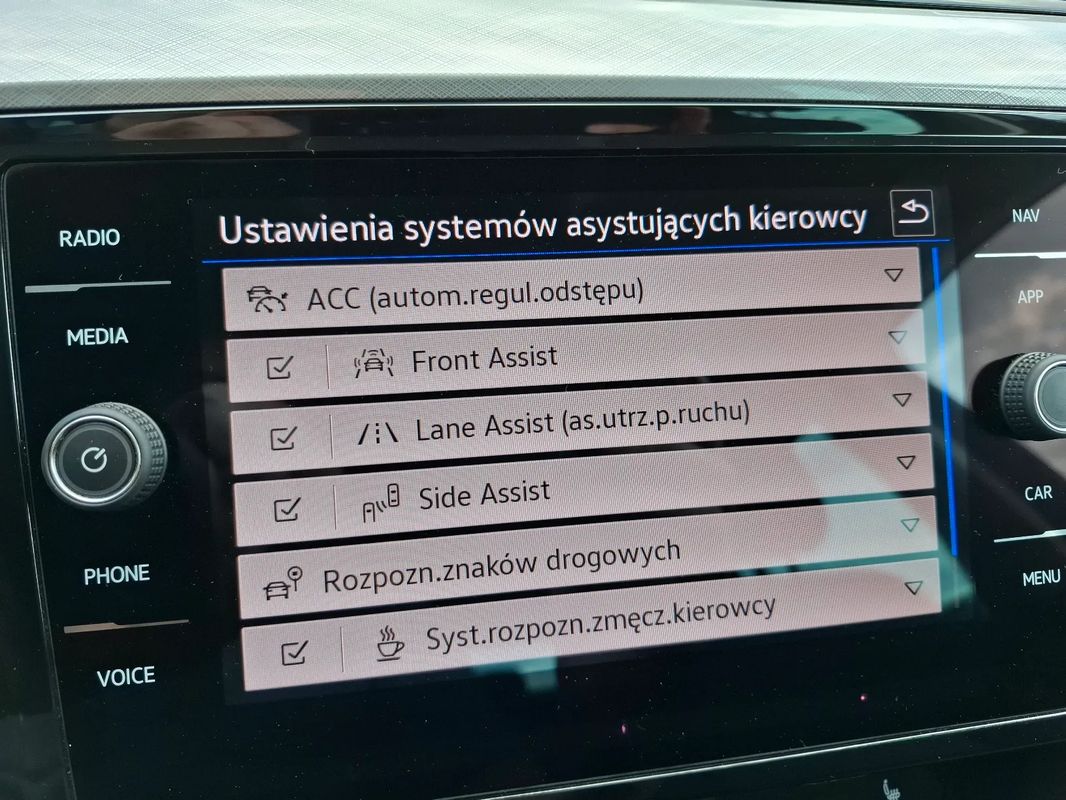 RADIO
MEDIA
PHONE
VOICE
Ustawienia systemów asystujących kierowcy
ACC (autom.regul.odstępu)
Front Assist
Lane Assist (as.utrz.p.ruchu)
Side Assist
Rozpozn.znaków drogowych
Syst.rozpozn.zmęcz.kierowcy
NAV
APP
CAR
MENU